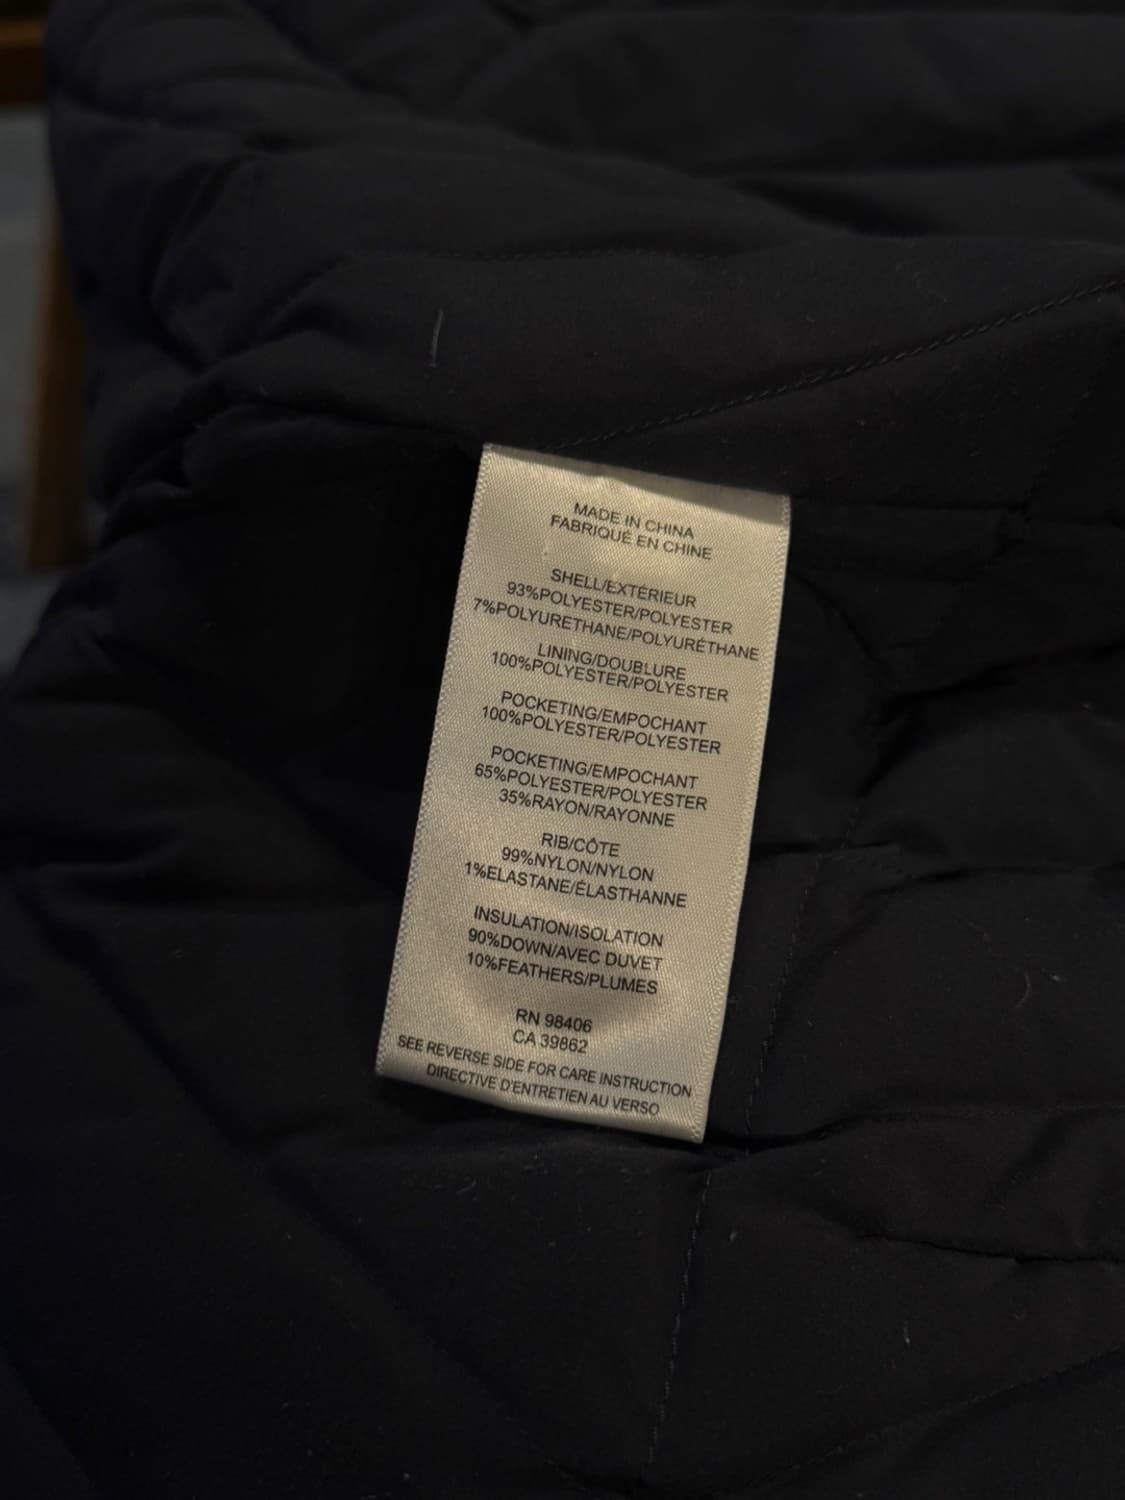 MADE IN CHINA
FABRIQUÉ EN CHINE
SHELL/EXTÉRIEUR
93%POLYESTER/POLYESTER
7%POLYURETHANE/POLYURÉTHANE
LINING/DOUBLURE
100%POLYESTER/POLYESTER
POCKETING/EMPOCHANT
100%POLYESTER/POLYESTER
POCKETING/EMPOCHANT
65%POLYESTER/POLYESTER
35%RAYON/RAYONNE
RIB/CÔTE
99%NYLON/NYLON
1%ELASTANE/ÉLASTHANNE
INSULATION/ISOLATION
90%DOWN/AVEC DUVET
10%FEATHERS/PLUMES
RN 98406
CA 39862
SEE REVERSE SIDE FOR CARE INSTRUCTION
DIRECTIVE D'ENTRETIEN AU VERSO